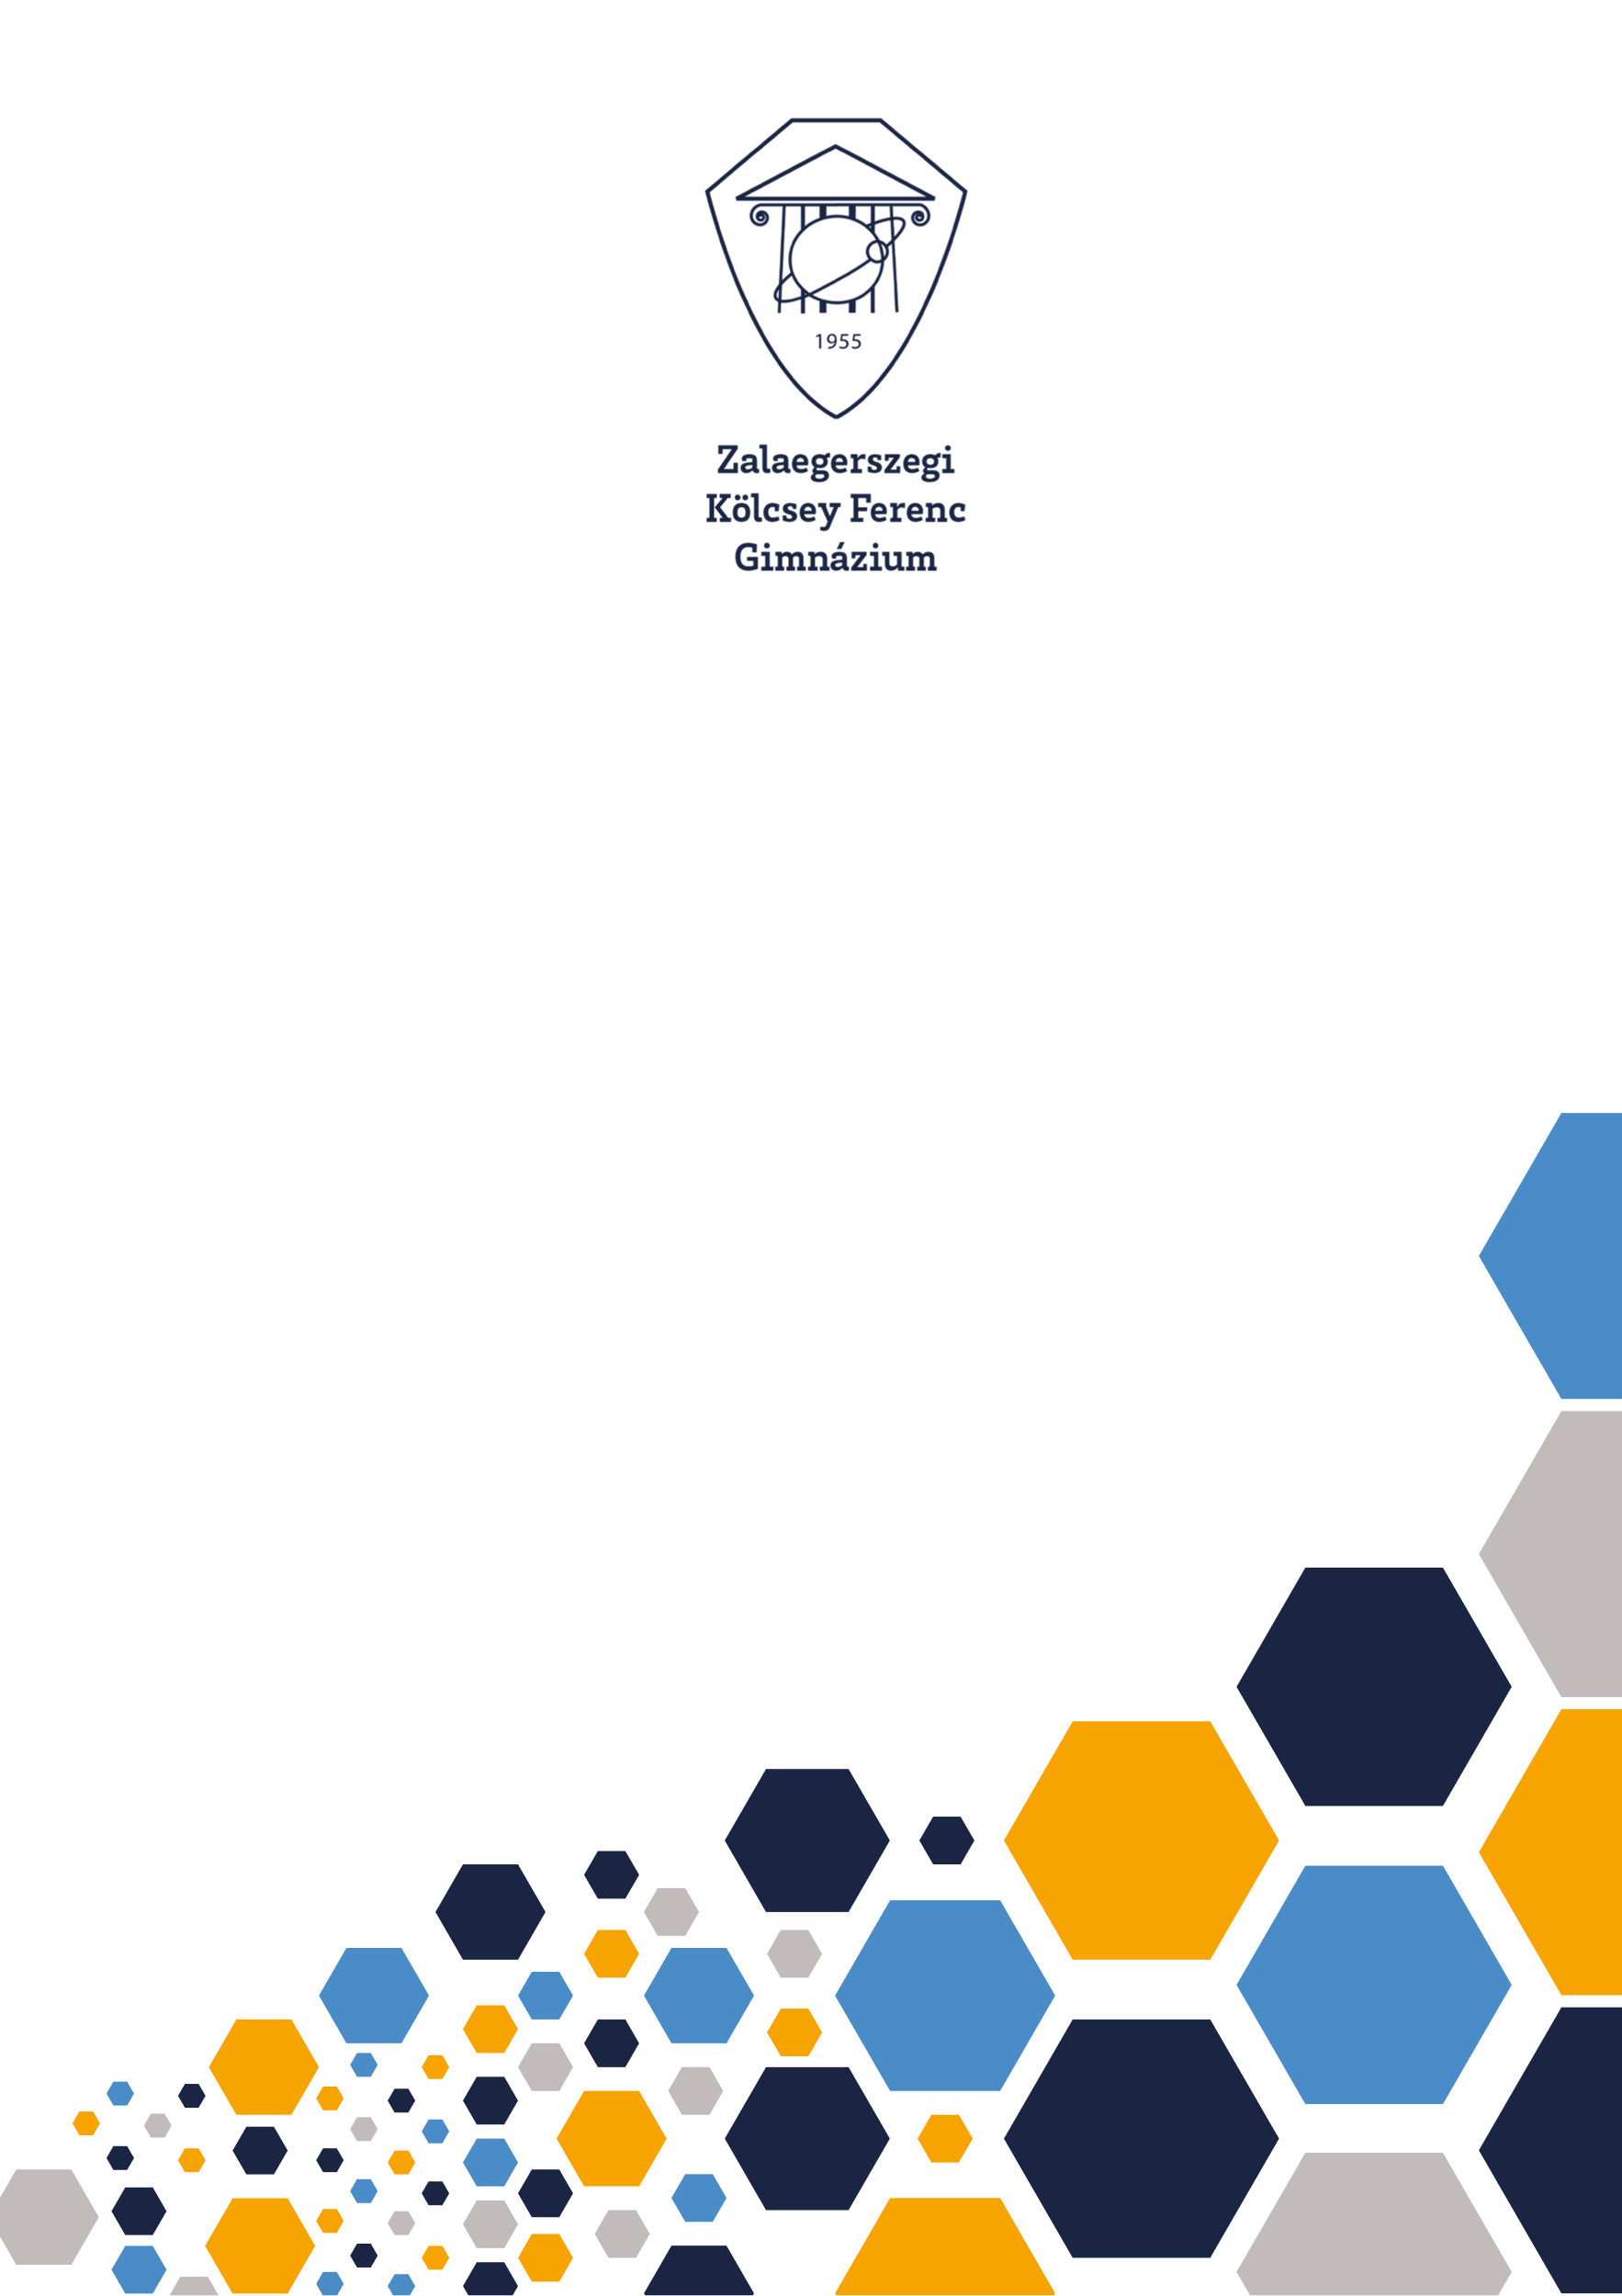 1955
Zalaegerszegi
Kölcsey Ferenc
Gimnázium